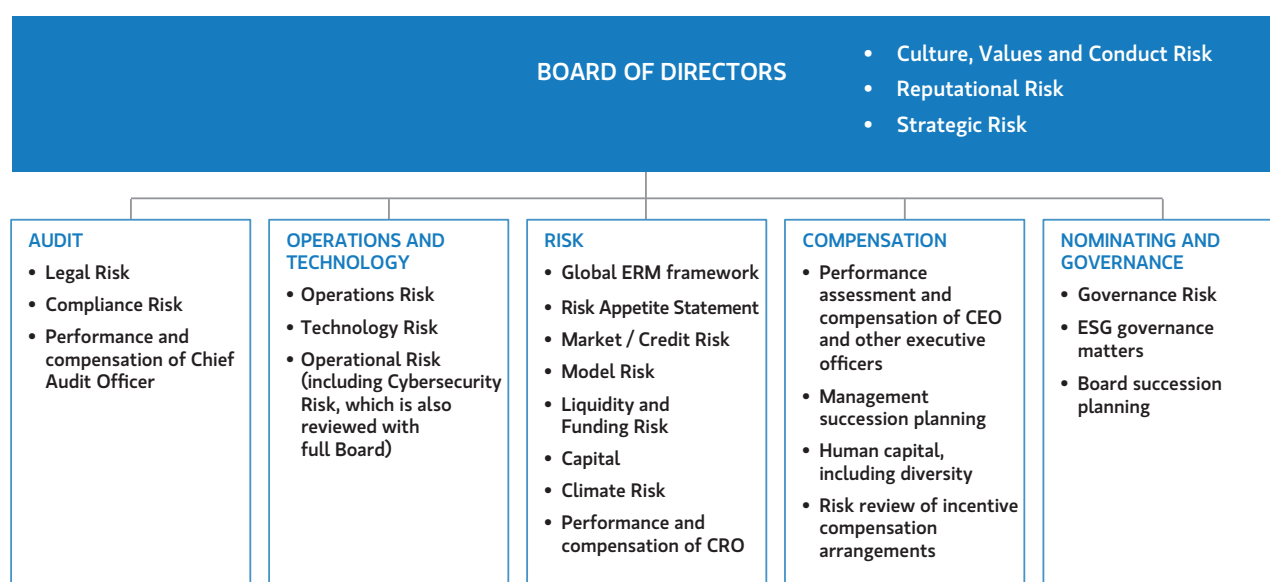 BOARD OF DIRECTORS
• Culture, Values and Conduct Risk
• Reputational Risk
• Strategic Risk
AUDIT
• Legal Risk
• Compliance Risk
• Performance and
compensation of Chief
Audit Officer
OPERATIONS AND
TECHNOLOGY
• Operations Risk
• Technology Risk
• Operational Risk
(including Cybersecurity
Risk, which is also
reviewed with
full Board)
RISK
• Global ERM framework
• Risk Appetite Statement
• Market / Credit Risk
• Model Risk
• Liquidity and
Funding Risk
• Capital
• Climate Risk
• Performance and
compensation of CRO
COMPENSATION
• Performance
assessment and
compensation of CEO
and other executive
officers
• Management
succession planning
• Human capital,
including diversity
• Risk review of incentive
compensation
arrangements
NOMINATING AND
GOVERNANCE
• Governance Risk
• ESG governance
matters
• Board succession
planning